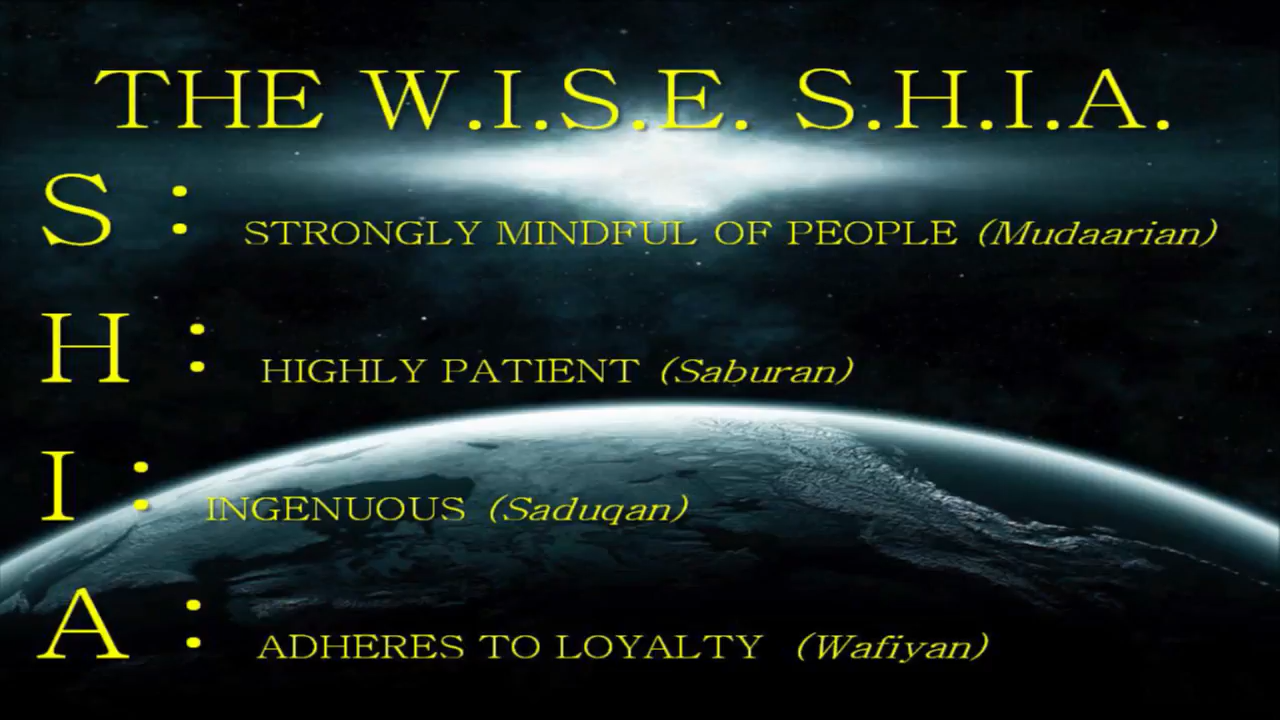 THE W.I.S.E. S.H.I.A.
S : STRONGLY MINDFUL OF PEOPLE (Mudaarian)
H : HIGHLY PATIENT (Saburan)
I : INGENUOUS (Saduqan)
A : ADHERES TO LOYALTY (Wafiyan)